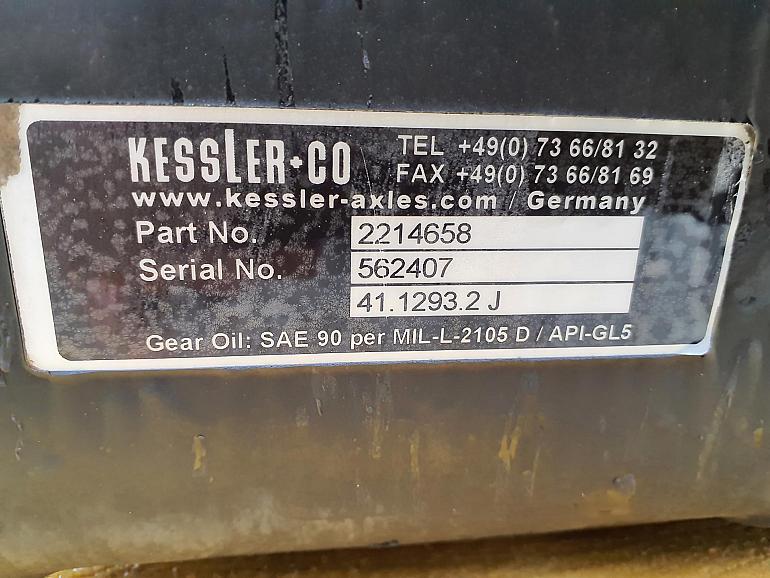 KESSLER+CO
TEL +49(0) 73 66/81 32
FAX +49(0) 73 66/81 69
www.kessler-axles.com / Germany
Part No. 2214658
Serial No. 562407
41.1293.2 J
Gear Oil: SAE 90 per MIL-L-2105 D / API-GL5